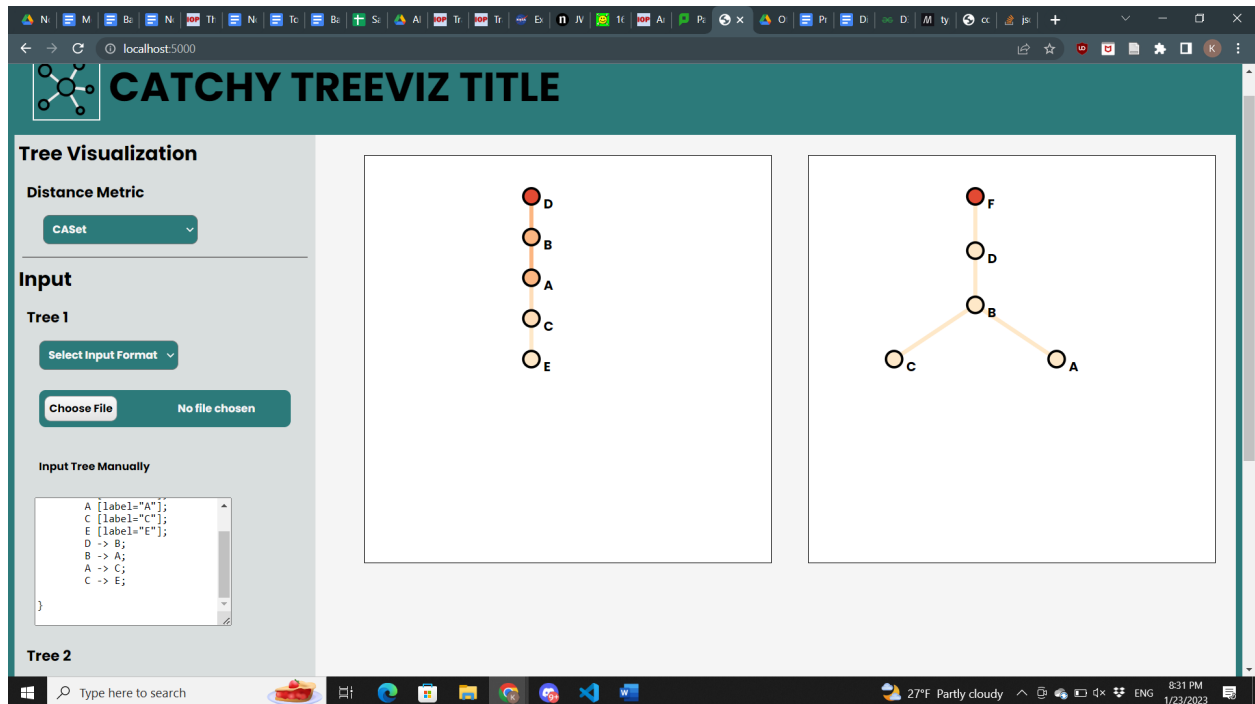 localhost:5000
K
CATCHY TREEVIZ TITLE
Tree Visualization
Distance Metric
CASet
Input
Tree 1
Select Input Format
Choose File No file chosen
Input Tree Manually
A [label="A"];
C [label="C"];
E [label="E"];
D -> B;
B -> A;
A -> C;
C -> E;
}
Tree 2
D
B
A
C
E
F
D
B
C
A
Type here to search
27°F Partly cloudy
ENG
8:31 PM
1/23/2023